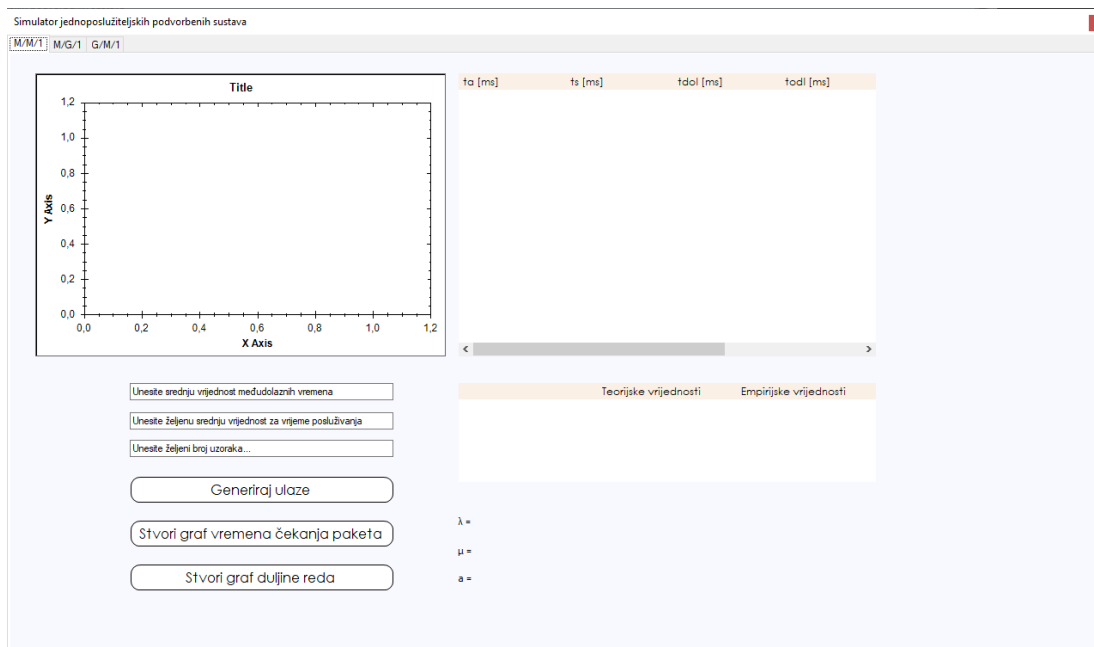 Simulator jednoposlužiteljskih podvorbenih sustava
M/M/1 M/G/1 G/M/1
Title
1,2
1,0
0,8
0,6
0,4
0,2
0,0
Y Axis
0,0 0,2 0,4 0,6 0,8 1,0 1,2
X Axis
ta [ms] ts [ms] tdol [ms] todl [ms]
Unesite srednju vrijednost međudolaznih vremena
Unesite željenu srednju vrijednost za vrijeme posluživanja
Unesite željeni broj uzoraka...
Generiraj ulaze
Stvori graf vremena čekanja paketa
Stvori graf duljine reda
Teorijske vrijednosti Empirijske vrijednosti
λ =
μ =
a =